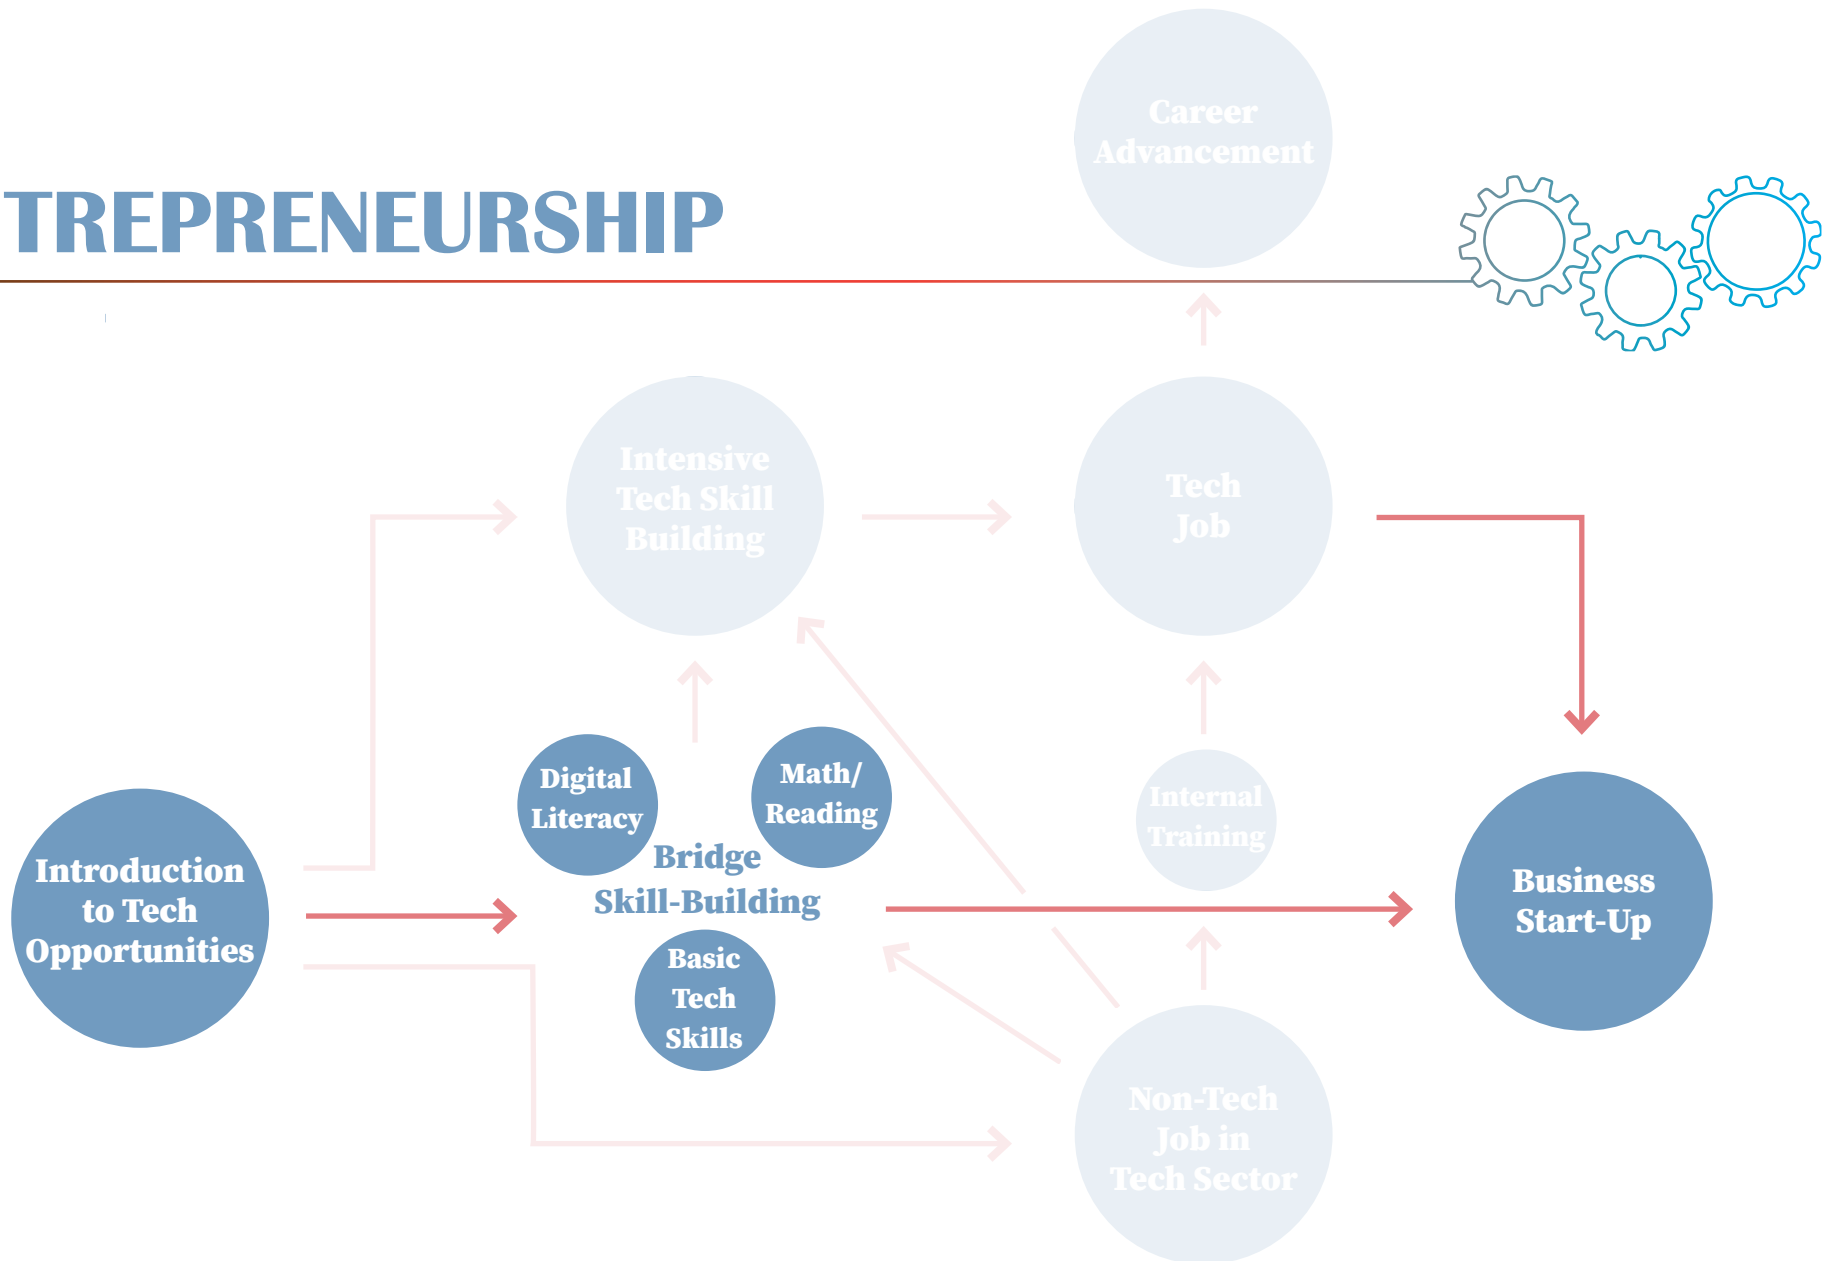 Career
Advancement
TREPRENEURSHIP
Intensive
Tech Skill
Building
Tech
Job
Digital
Literacy
Math/
Reading
Internal
Training
Bridge
Skill-Building
Introduction
to Tech
Opportunities
Business
Start-Up
Basic
Tech
Skills
Non-Tech
Job in
Tech Sector